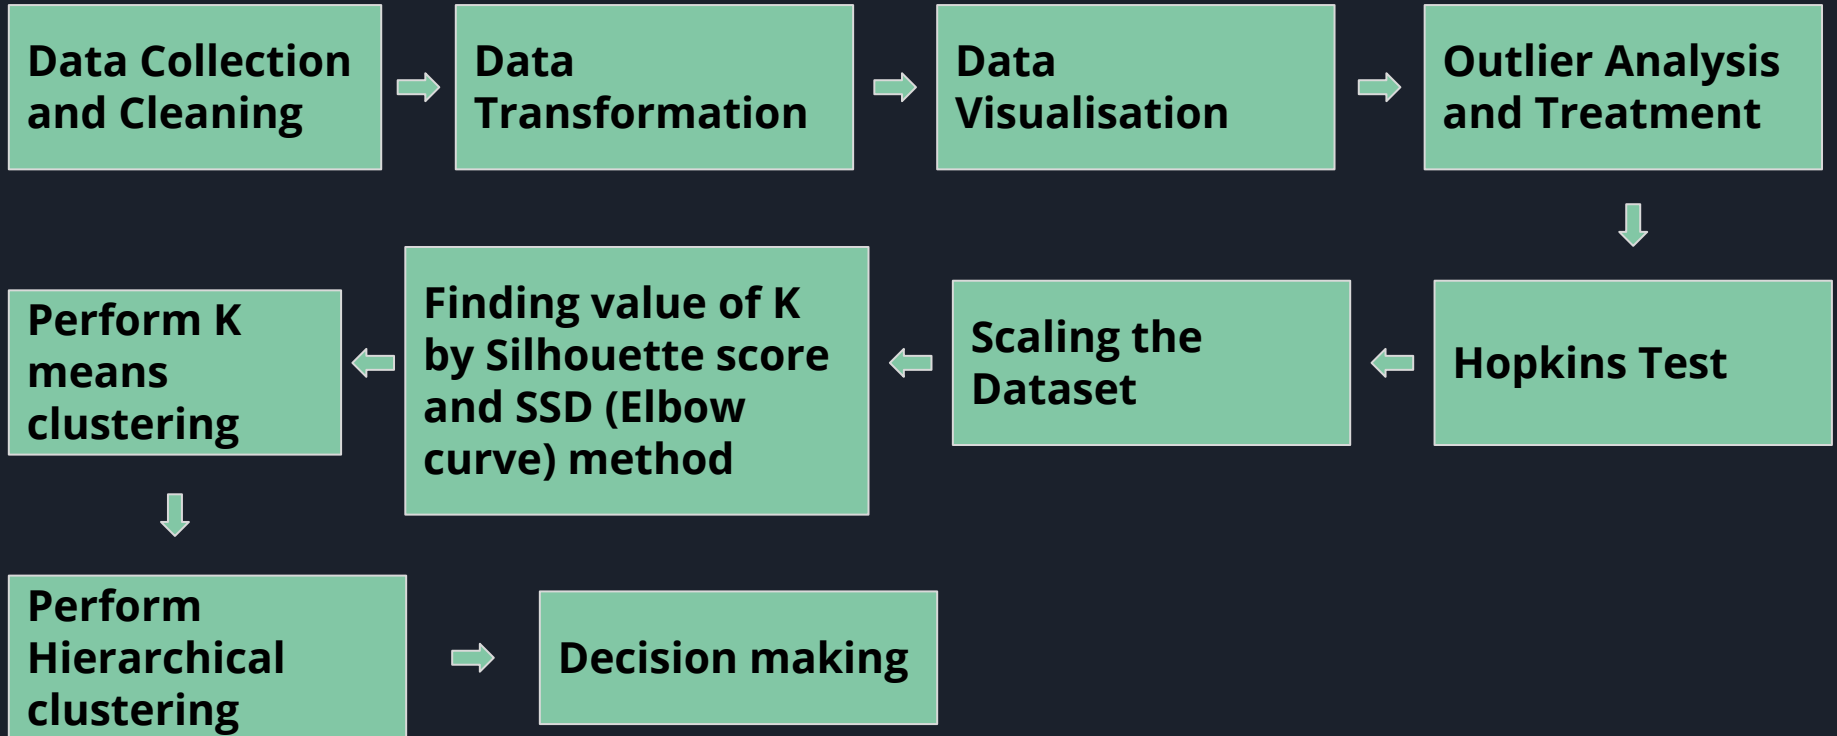 Data Collection
and Cleaning
Data
Transformation
Data
Visualisation
Outlier Analysis
and Treatment
Hopkins Test
Scaling the
Dataset
Finding value of K
by Silhouette score
and SSD (Elbow
curve) method
Perform K
means
clustering
Perform
Hierarchical
clustering
Decision making